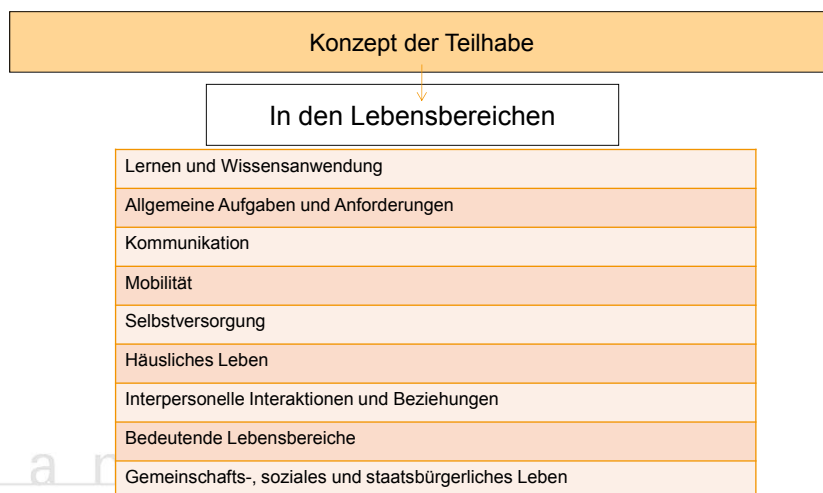 Konzept der Teilhabe
In den Lebensbereichen
Lernen und Wissensanwendung
Allgemeine Aufgaben und Anforderungen
Kommunikation
Mobilität
Selbstversorgung
Häusliches Leben
Interpersonelle Interaktionen und Beziehungen
Bedeutende Lebensbereiche
Gemeinschafts-, soziales und staatsbürgerliches Leben